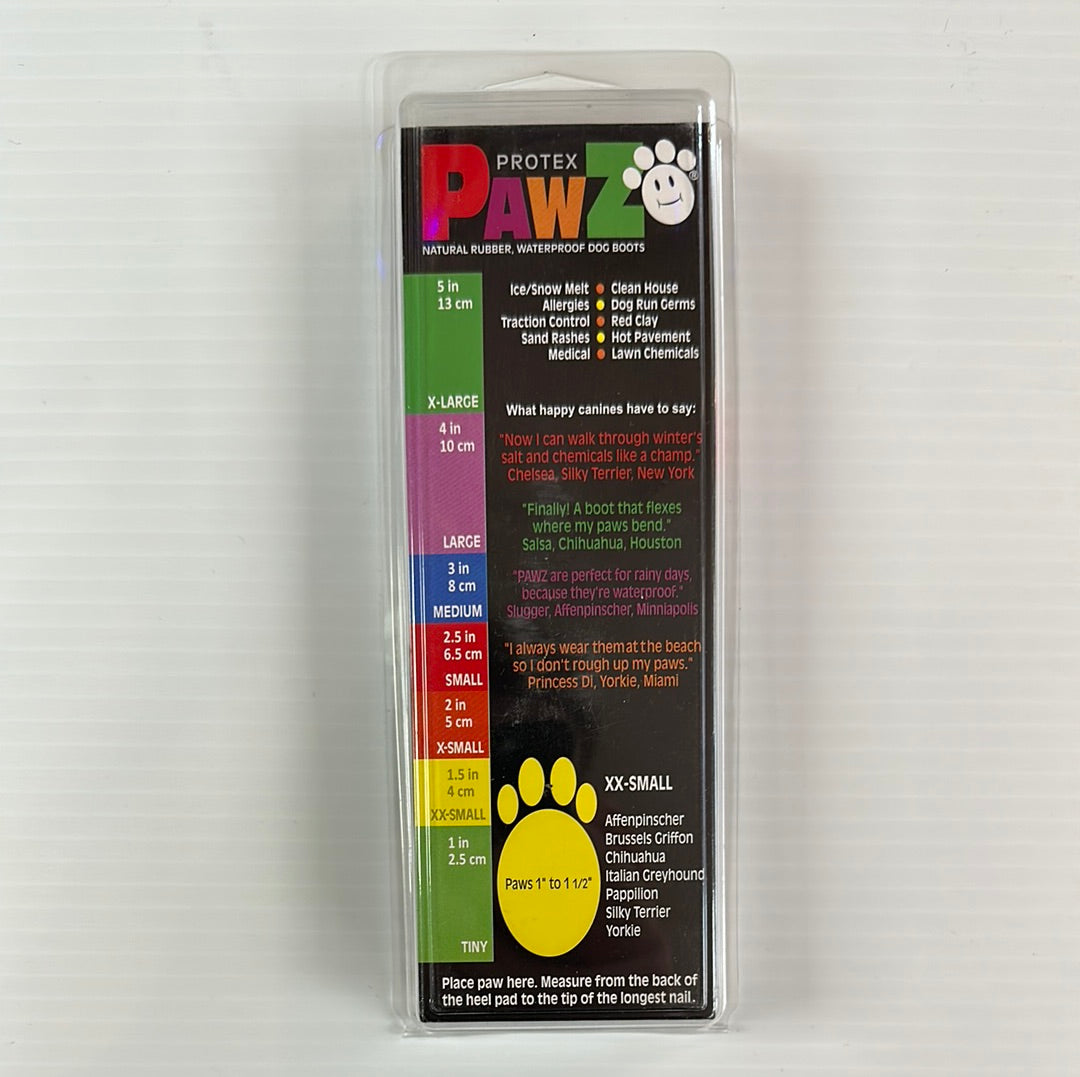 PROTEX
PAWZ®
NATURAL RUBBER, WATERPROOF DOG BOOTS
5 in
13 cm
X-LARGE
4 in
10 cm
LARGE
3 in
8 cm
MEDIUM
2.5 in
6.5 cm
SMALL
2 in
5 cm
X-SMALL
1.5 in
4 cm
XX-SMALL
1 in
2.5 cm
TINY
Ice/Snow Melt • Clean House
Allergies • Dog Run Germs
Traction Control • Red Clay
Sand Rashes • Hot Pavement
Medical • Lawn Chemicals
What happy canines have to say:
"Now I can walk through winter's
salt and chemicals like a champ."
Chelsea, Silky Terrier, New York
"Finally! A boot that flexes
where my paws bend."
Salsa, Chihuahua, Houston
"PAWZ are perfect for rainy days,
because they're waterproof."
Slugger, Affenpinscher, Minniapolis
"I always wear them at the beach
so I don't rough up my paws."
Princess Di, Yorkie, Miami
Paws 1" to 1 1/2"
XX-SMALL
Affenpinscher
Brussels Griffon
Chihuahua
Italian Greyhound
Pappilion
Silky Terrier
Yorkie
Place paw here. Measure from the back of
the heel pad to the tip of the longest nail.